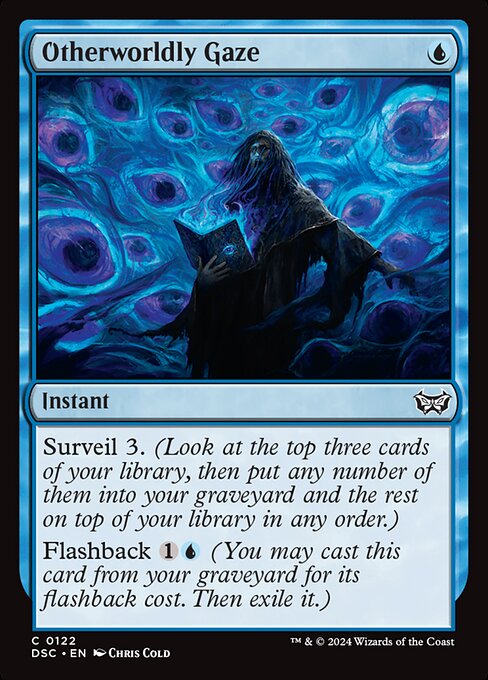 Otherworldly Gaze
Instant
Surveil 3. (Look at the top three cards
of your library, then put any number of
them into your graveyard and the rest
on top of your library in any order.)
Flashback 1 (You may cast this
card from your graveyard for its
flashback cost. Then exile it.)
C 0122
DSC • EN Chris Cold
™ & © 2024 Wizards of the Coast